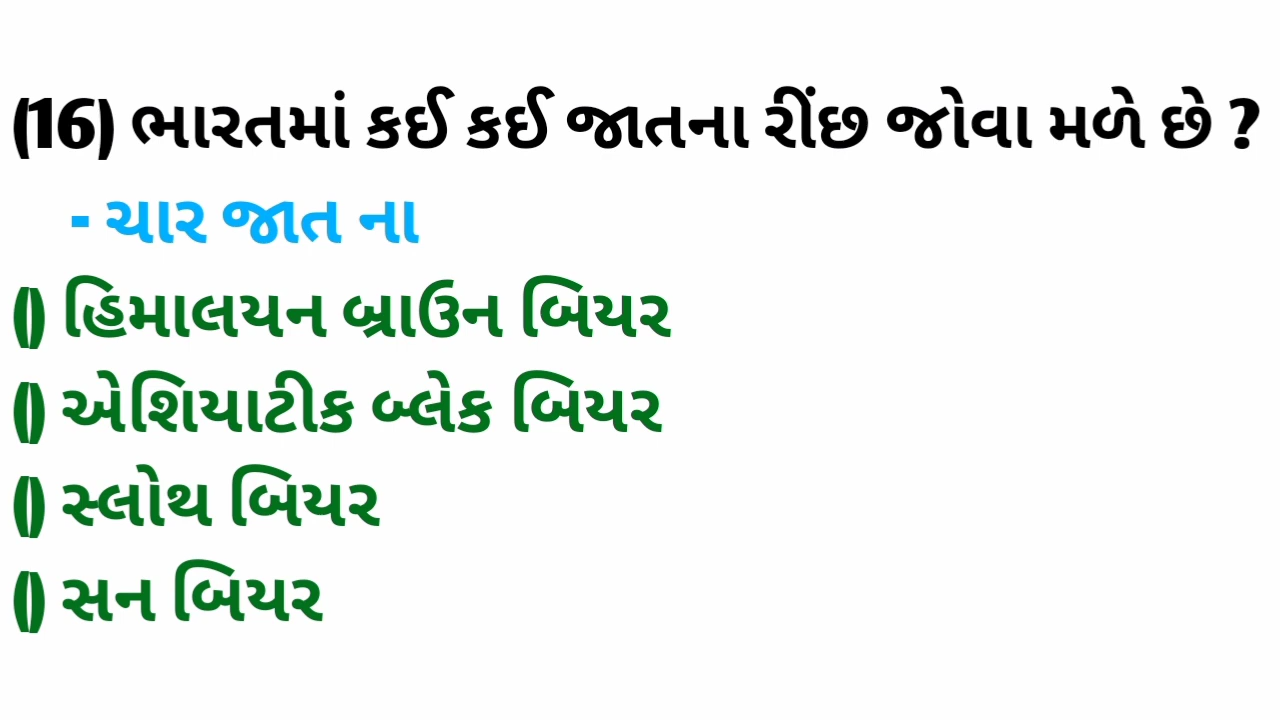 (16) ભારતમાં કઈ કઈ જાતના રીંછ જોવા મળે છે ?
- ચાર જાત ના
() હિમાલયન બ્રાઉન બિયર
() એશિયાટીક બ્લેક બિયર
() સ્લોથ બિયર
() સન બિયર